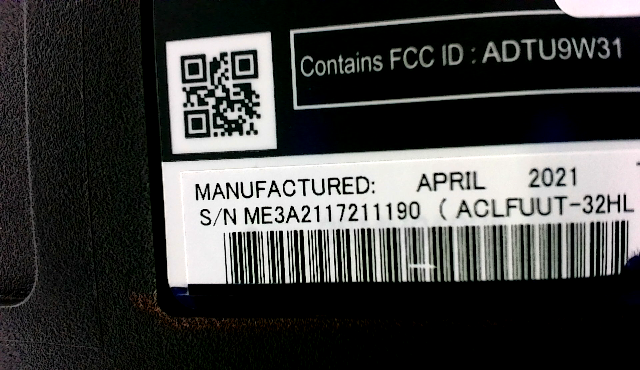 Contains FCC ID : ADTU9W31
MANUFACTURED: APRIL 2021
S/N ME3A2117211190 ( ACLFUUT-32HL